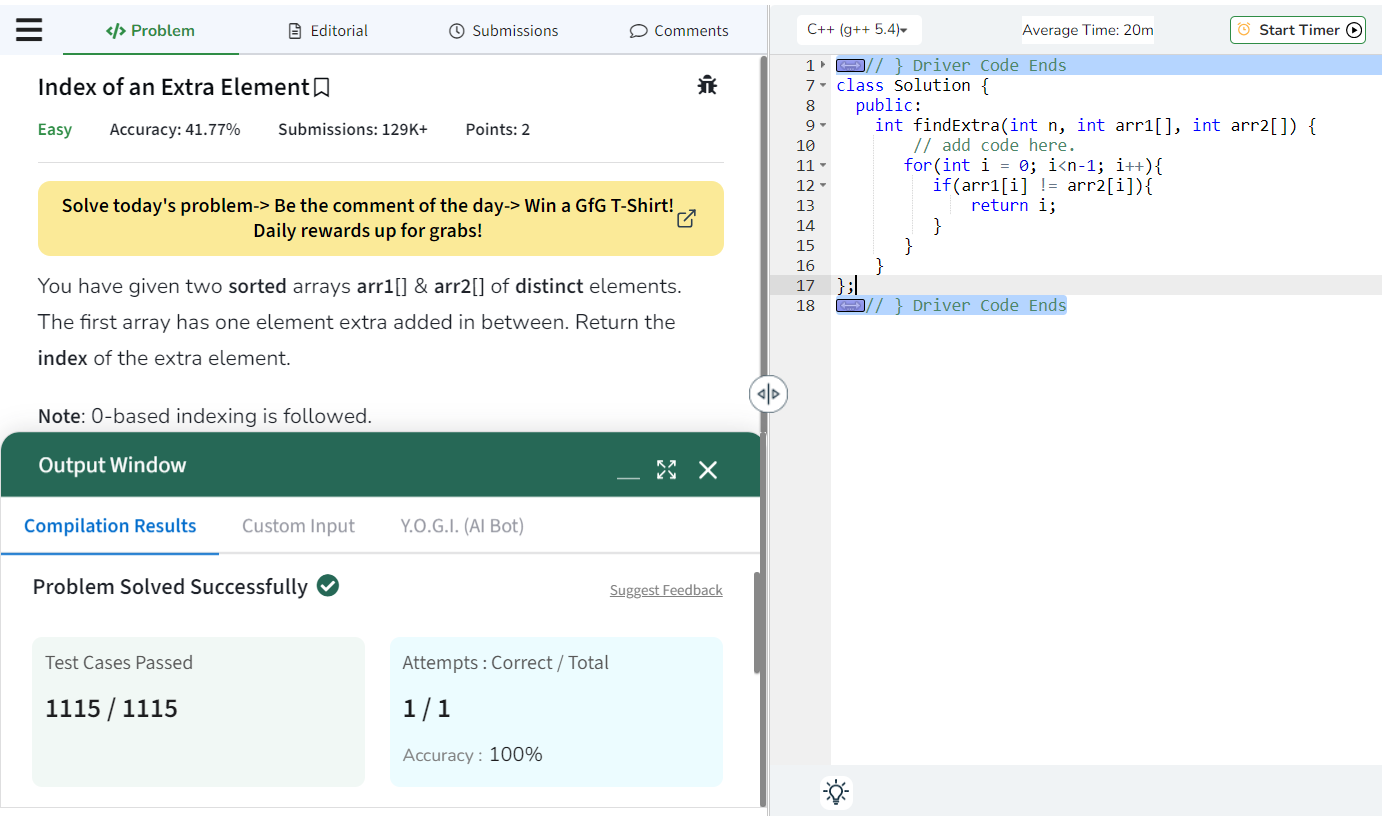 </> Problem
Editorial
Submissions
Comments
Index of an Extra Element
Easy
Accuracy: 41.77%
Submissions: 129K+
Points: 2
Solve today's problem-> Be the comment of the day-> Win a GfG T-Shirt!
Daily rewards up for grabs!
You have given two sorted arrays arr1[] & arr2[] of distinct elements.
The first array has one element extra added in between. Return the
index of the extra element.
Note: 0-based indexing is followed.
Output Window
Compilation Results
Custom Input
Y.O.G.I. (AI Bot)
Problem Solved Successfully
Suggest Feedback
Test Cases Passed
1115 / 1115
Attempts : Correct / Total
1 / 1
Accuracy : 100%
C++ (g++ 5.4)
Average Time: 20m
Start Timer
1 // } Driver Code Ends
7 class Solution {
8   public:
9     int findExtra(int n, int arr1[], int arr2[]) {
10         // add code here.
11        for(int i = 0; i<n-1; i++){
12           if(arr1[i] != arr2[i]){
13               return i;
14           }
15        }
16     }
17 };
18 // } Driver Code Ends